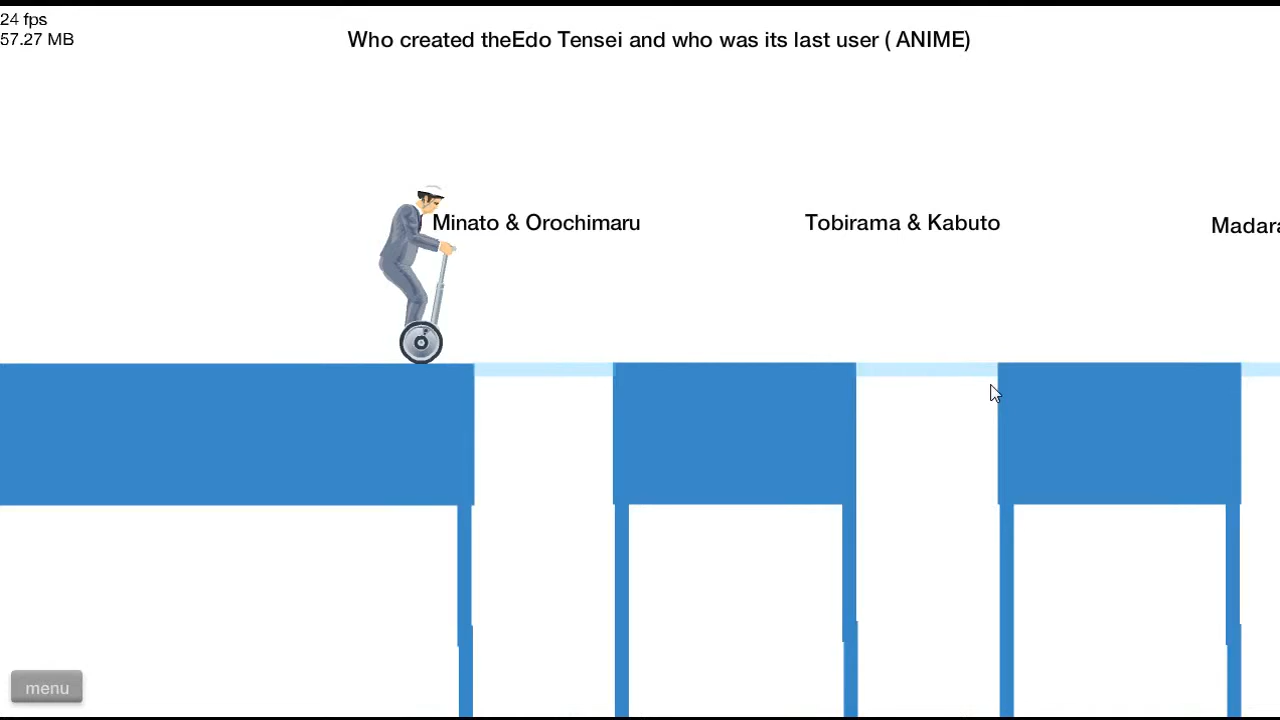 24 fps
57.27 MB
Who created theEdo Tensei and who was its last user ( ANIME)
Minato & Orochimaru
Tobirama & Kabuto
Madara
menu